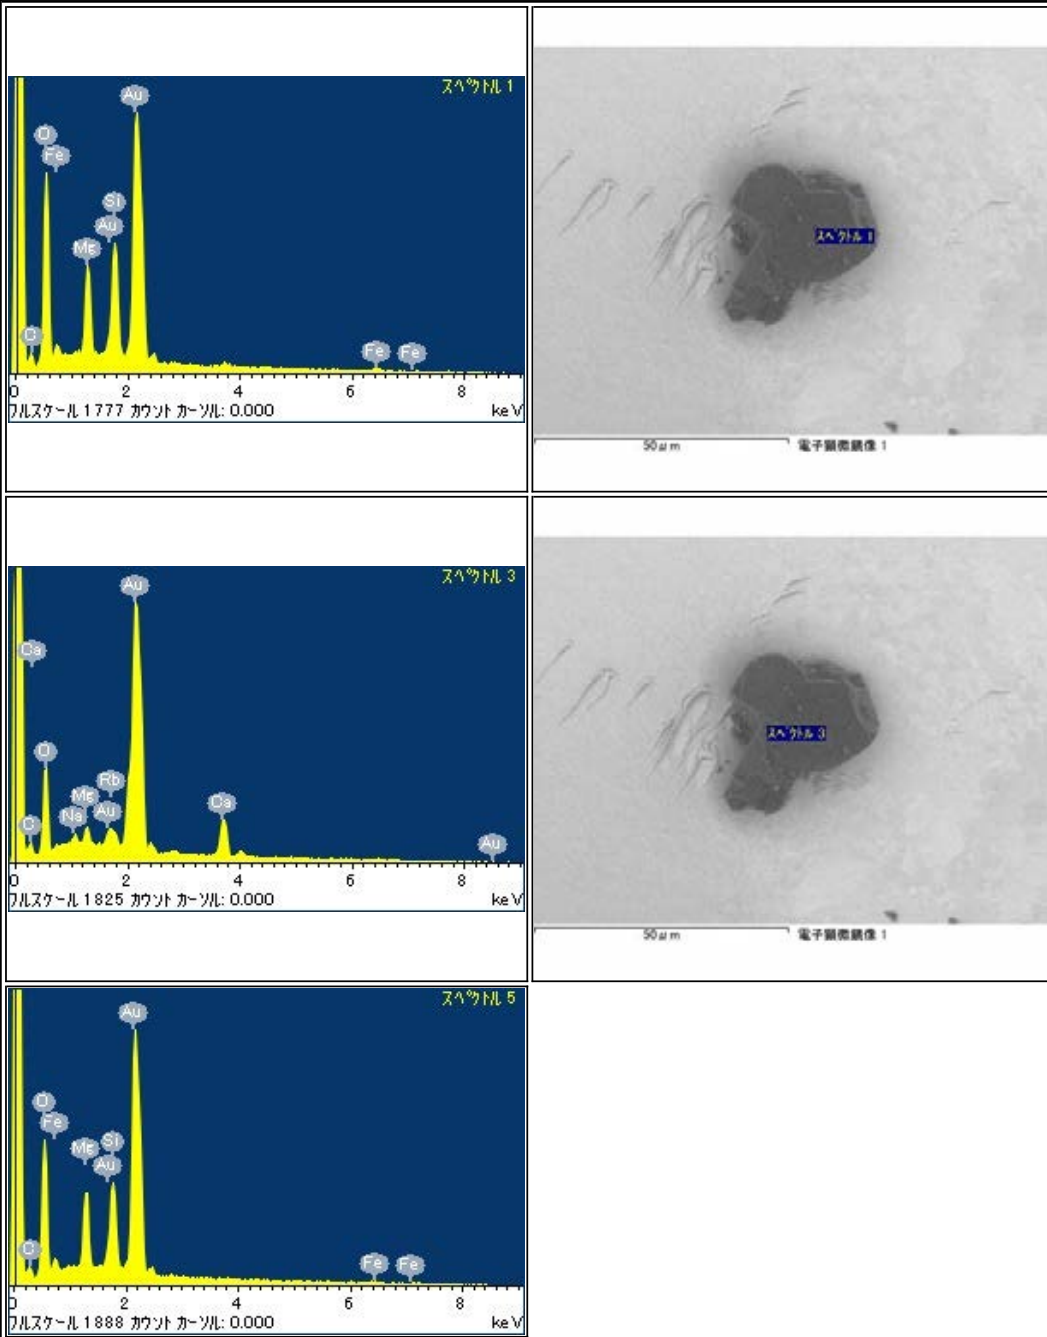 スペクトル 1
Au
O
Fe
Si
Au
Mg
C
Fe
Fe
0 2 4 6 8
フルスケール 1777 カウント カーソル: 0.000 keV
スペクトル 1
50μm 電子顕微鏡像 1
スペクトル 3
Au
Ca
O
Rb
Mg
Au
Na
C
Ca
Au
0 2 4 6 8
フルスケール 1825 カウント カーソル: 0.000 keV
スペクトル 3
50μm 電子顕微鏡像 1
スペクトル 5
Au
O
Fe
Si
Mg
Au
C
Fe
Fe
0 2 4 6 8
フルスケール 1888 カウント カーソル: 0.000 keV